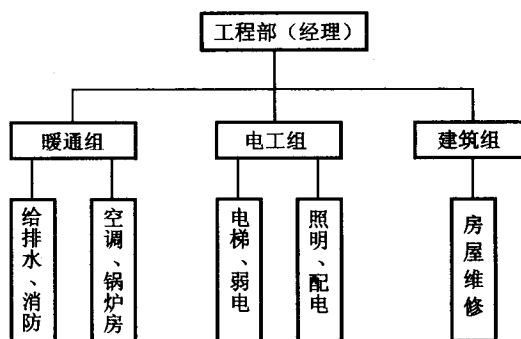 工程部（经理）
暖通组
电工组
建筑组
给排水、消防
空调、锅炉房
电梯、弱电
照明、配电
房屋维修